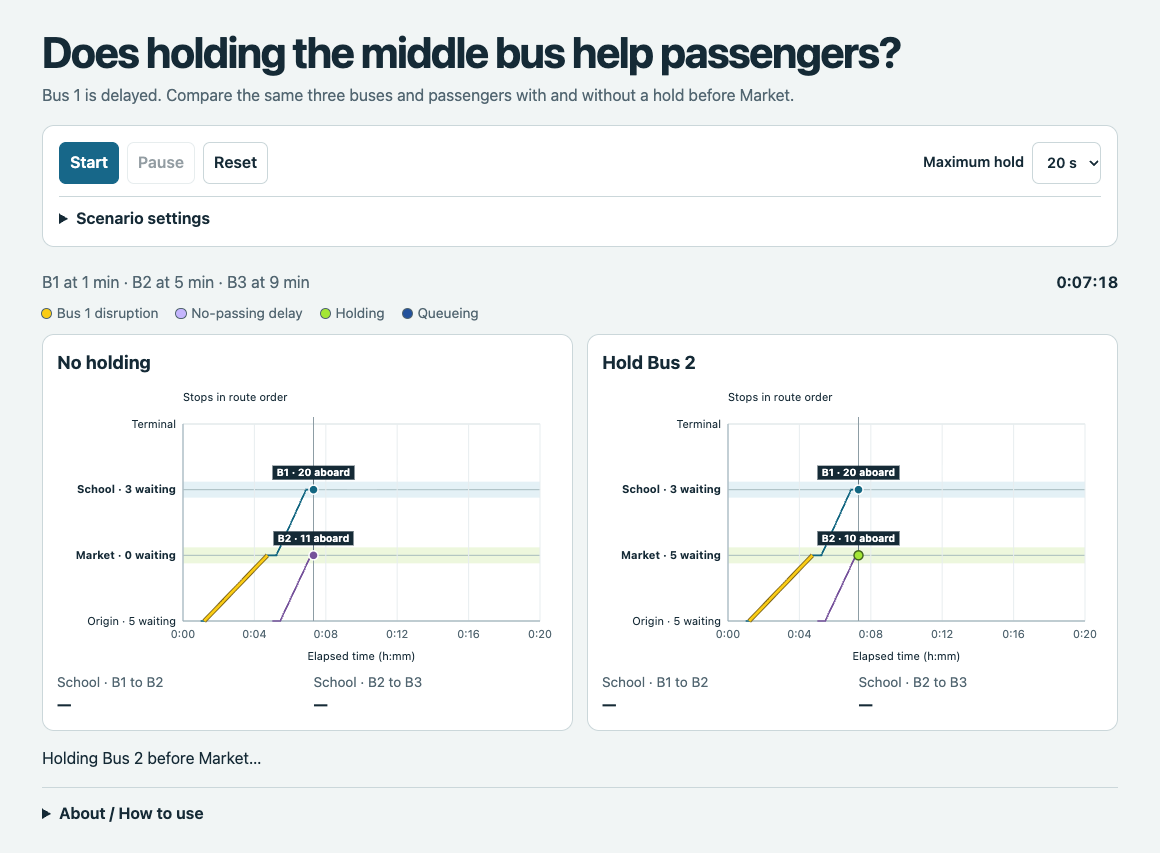 Does holding the middle bus help passengers?
Bus 1 is delayed. Compare the same three buses and passengers with and without a hold before Market.
Start Pause Reset Maximum hold 20 s
Scenario settings
B1 at 1 min · B2 at 5 min · B3 at 9 min 0:07:18
Bus 1 disruption No-passing delay Holding Queueing
No holding
Stops in route order
Terminal
B1 · 20 aboard
School · 3 waiting
B2 · 11 aboard
Market · 0 waiting
Origin · 5 waiting
0:00 0:04 0:08 0:12 0:16 0:20
Elapsed time (h:mm)
School · B1 to B2 School · B2 to B3
— —
Hold Bus 2
Stops in route order
Terminal
B1 · 20 aboard
School · 3 waiting
B2 · 10 aboard
Market · 5 waiting
Origin · 5 waiting
0:00 0:04 0:08 0:12 0:16 0:20
Elapsed time (h:mm)
School · B1 to B2 School · B2 to B3
— —
Holding Bus 2 before Market...
About / How to use